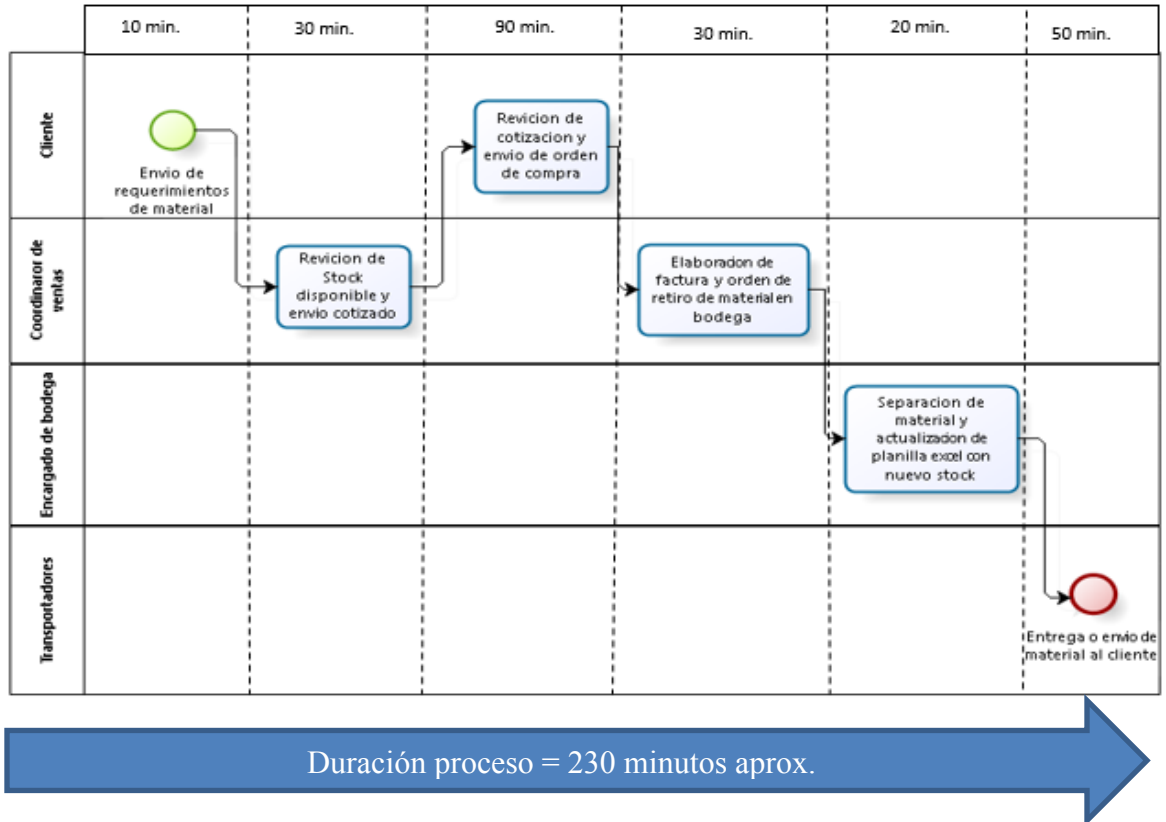 10 min.
30 min.
90 min.
30 min.
20 min.
50 min.
Cliente
Envio de
requerimientos
de material
Revicion de
cotizacion y
envio de orden
de compra
Coordinaror de
ventas
Revicion de
Stock
disponible y
envio cotizado
Elaboracion de
factura y orden de
retiro de material en
bodega
Encargado de bodega
Separacion de
material y
actualizacion de
planilla excel con
nuevo stock
Transportadores
Entrega o envio de
material al cliente
Duración proceso = 230 minutos aprox.